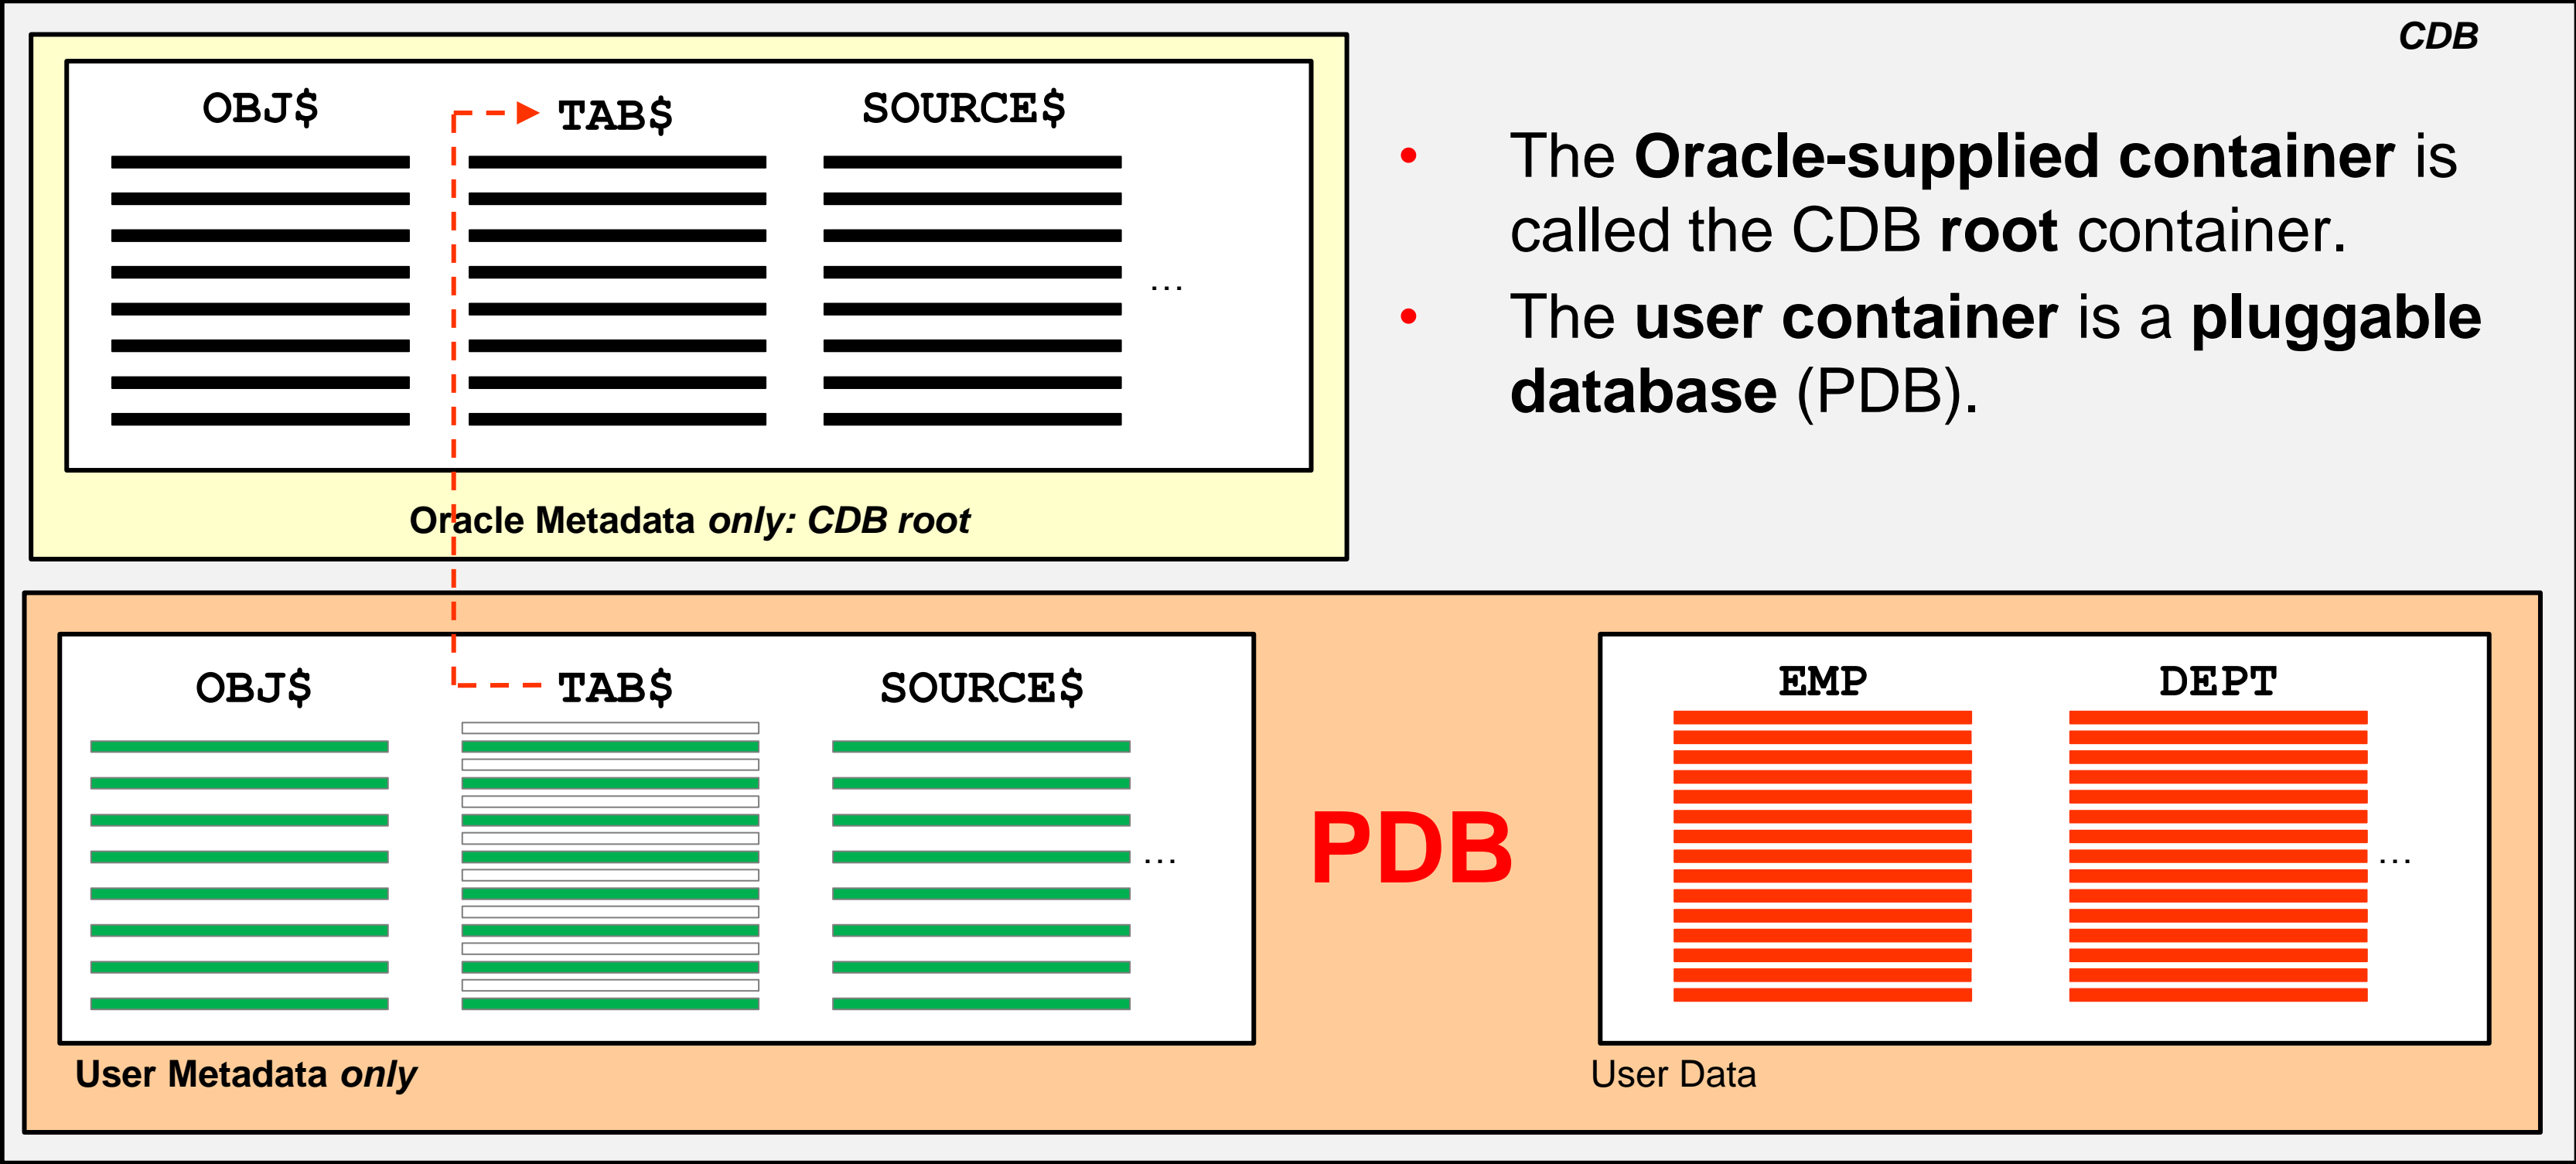 CDB
OBJ$ TAB$ SOURCE$
...
Oracle Metadata only: CDB root
• The Oracle-supplied container is
called the CDB root container.
• The user container is a pluggable
database (PDB).
OBJ$ TAB$ SOURCE$
...
User Metadata only
PDB
EMP DEPT
...
User Data